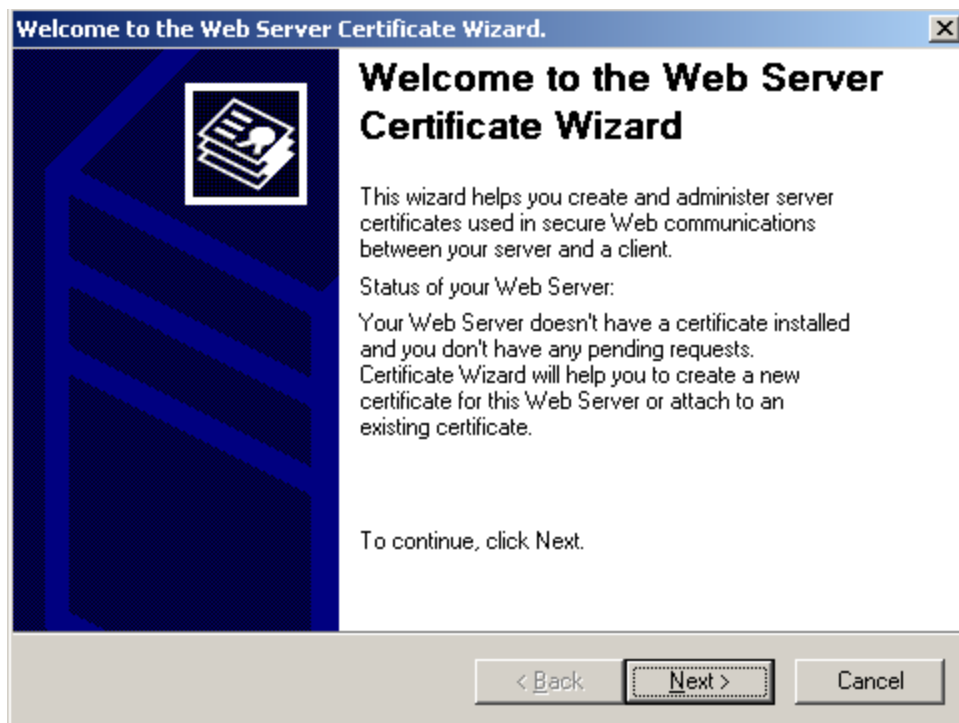 Welcome to the Web Server Certificate Wizard.
Welcome to the Web Server
Certificate Wizard
This wizard helps you create and administer server
certificates used in secure Web communications
between your server and a client.
Status of your Web Server:
Your Web Server doesn't have a certificate installed
and you don't have any pending requests.
Certificate Wizard will help you to create a new
certificate for this Web Server or attach to an
existing certificate.
To continue, click Next.
< Back Next > Cancel